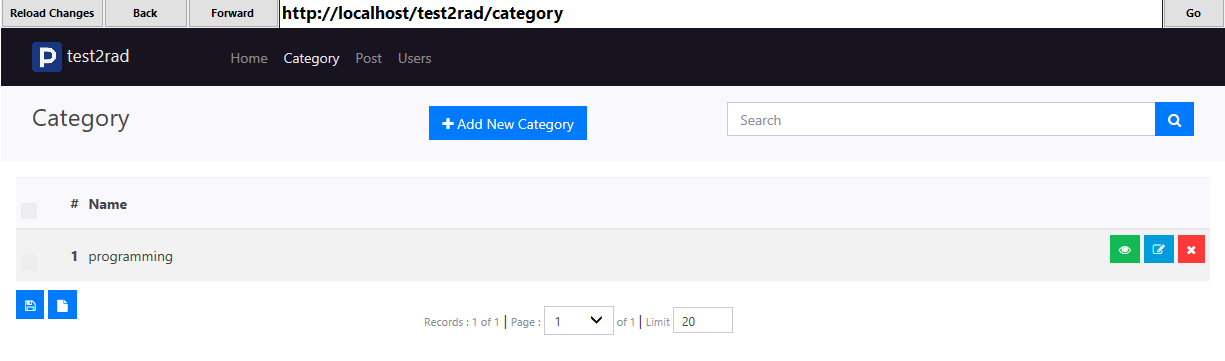 Reload Changes Back Forward http://localhost/test2rad/category Go
P test2rad Home Category Post Users
Category Add New Category Search
# Name
1 programming
Records : 1 of 1 | Page : 1 of 1 | Limit 20